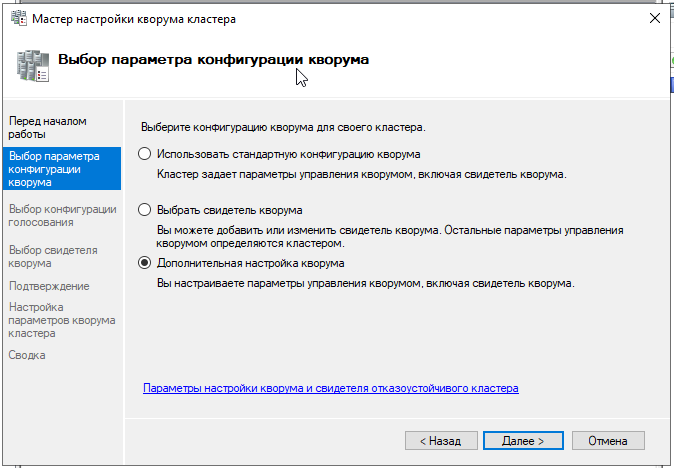 Мастер настройки кворума кластера
Выбор параметра конфигурации кворума
Перед началом
работы
Выбор параметра
конфигурации
кворума
Выбор конфигурации
голосования
Выбор свидетеля
кворума
Подтверждение
Настройка
параметров кворума
кластера
Сводка
Выберите конфигурацию кворума для своего кластера.
Использовать стандартную конфигурацию кворума
Кластер задает параметры управления кворумом, включая свидетель кворума.
Выбрать свидетель кворума
Вы можете добавить или изменить свидетель кворума. Остальные параметры управления
кворумом определяются кластером.
Дополнительная настройка кворума
Вы настраиваете параметры управления кворумом, включая свидетель кворума.
Параметры настройки кворума и свидетеля отказоустойчивого кластера
< Назад
Далее >
Отмена